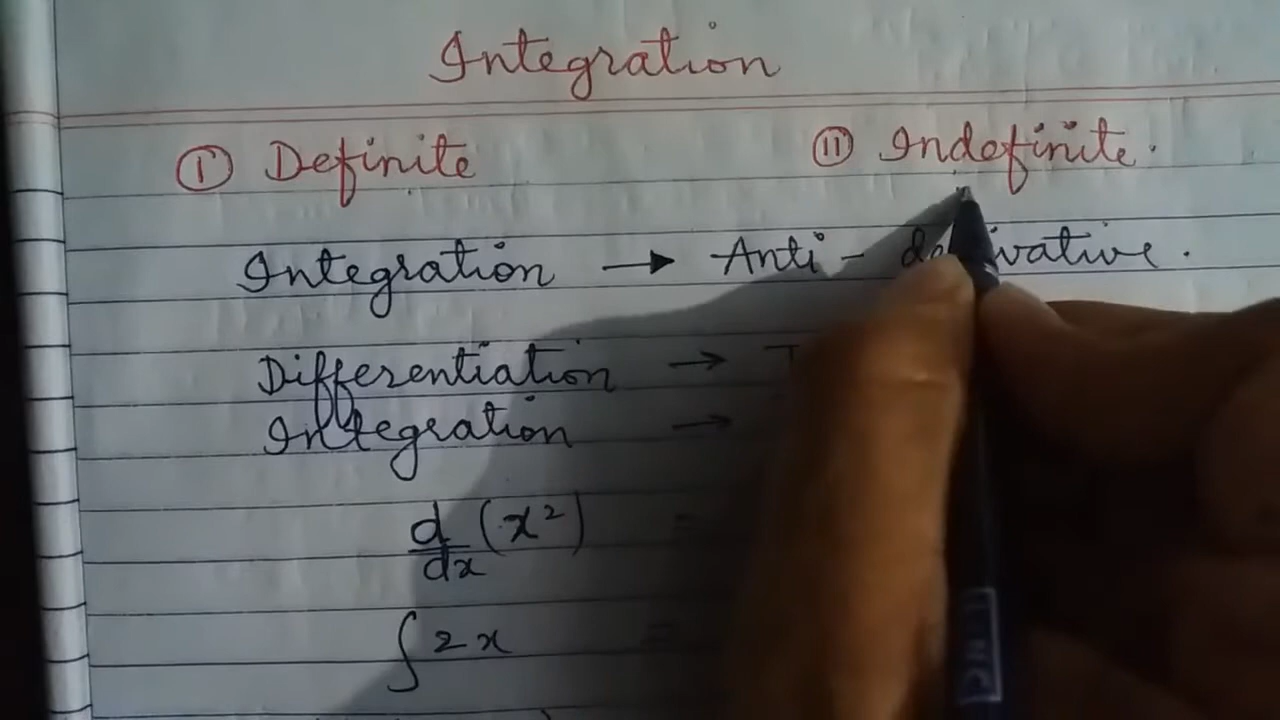 Integration
(i) Definite (ii) Indefinite.
Integration → Anti - derivative.
Differentiation →
Integration →
d/dx (x²) =
∫ 2x =